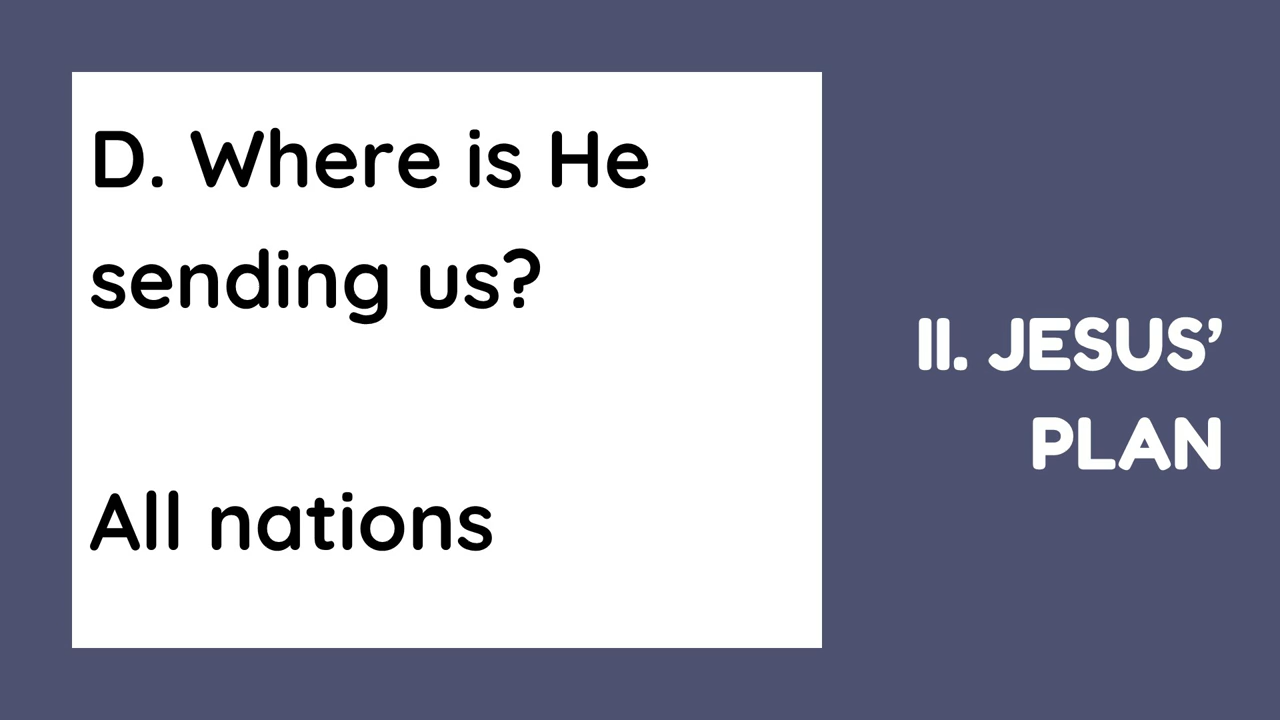 D. Where is He
sending us?
All nations
II. JESUS’
PLAN